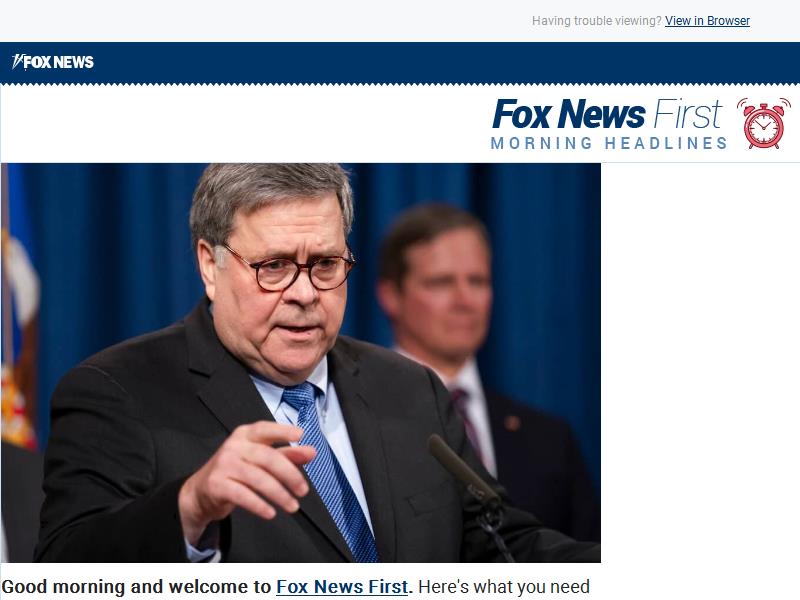 Having trouble viewing? View in Browser
FOX NEWS
Fox News First
MORNING HEADLINES
Good morning and welcome to Fox News First. Here's what you need